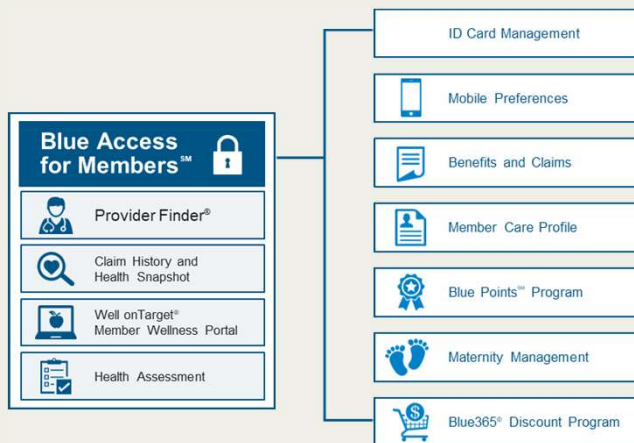 Blue Access
for Members℠
Provider Finder®
Claim History and
Health Snapshot
Well onTarget®
Member Wellness Portal
Health Assessment
ID Card Management
Mobile Preferences
Benefits and Claims
Member Care Profile
Blue Points℠ Program
Maternity Management
Blue365® Discount Program